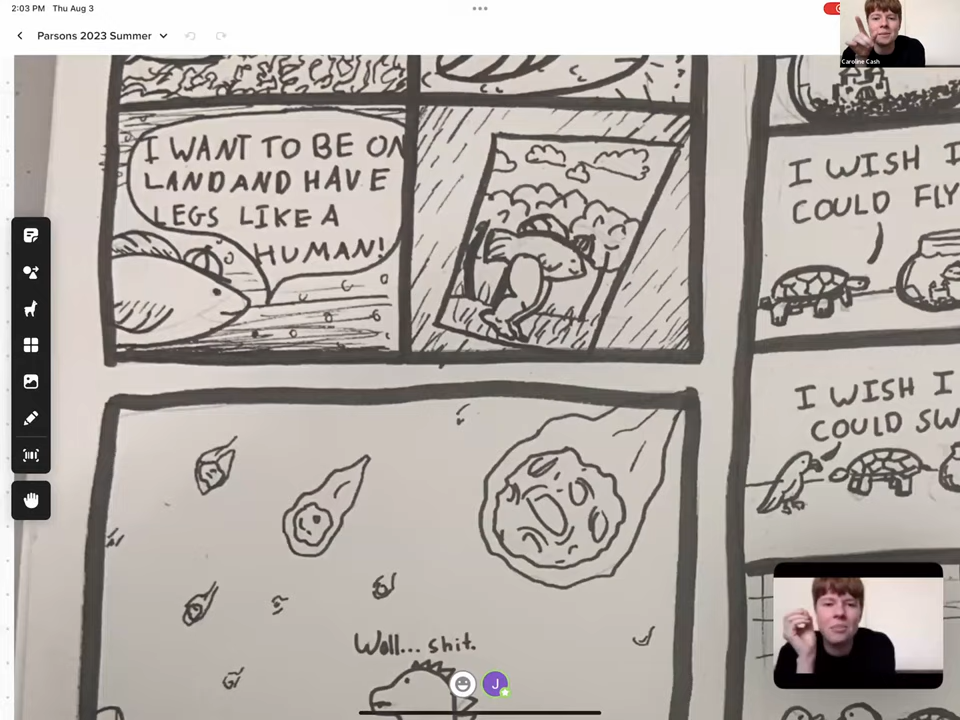 2:03 PM Thu Aug 3
Parsons 2023 Summer
Caroline Cash
I WANT TO BE ON
LAND AND HAVE
LEGS LIKE A
HUMAN!
Well... shit.
I WISH I
COULD FLY
I WISH I
COULD SW
J